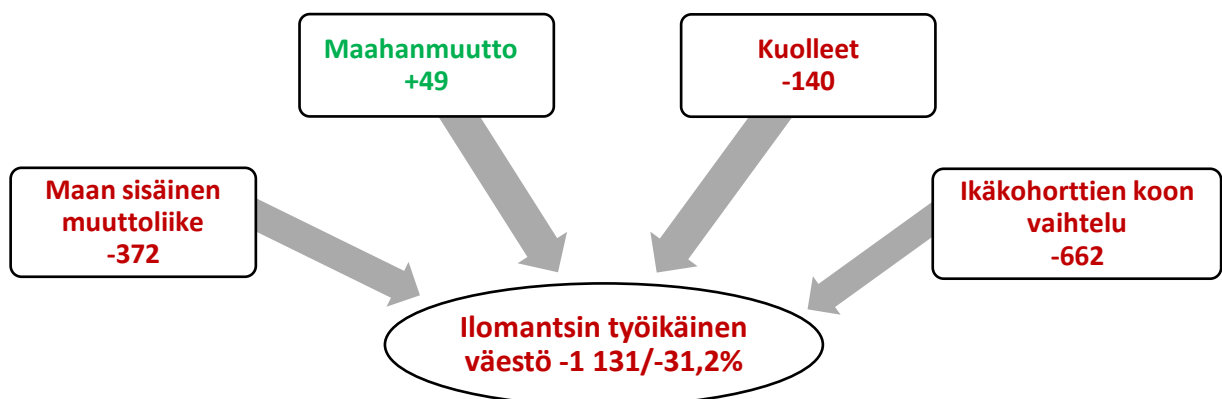 Maahanmuutto
+49
Kuolleet
-140
Maan sisäinen
muuttoliike
-372
Ikäkohorttien koon
vaihtelu
-662
Ilomantsin työikäinen
väestö -1 131/-31,2%